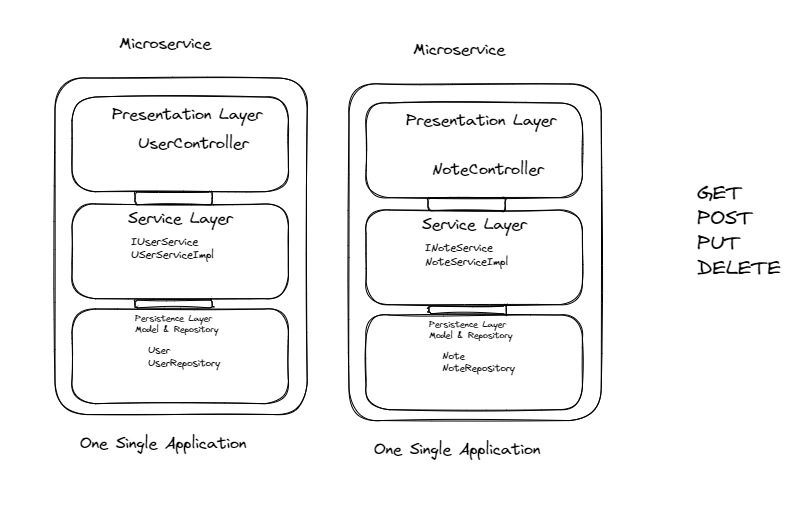 Microservice
Presentation Layer
UserController
Service Layer
IUserService
USerServiceImpl
Persistence Layer
Model & Repository
User
UserRepository
One Single Application
Microservice
Presentation Layer
NoteController
Service Layer
INoteService
NoteServiceImpl
Persistence Layer
Model & Repository
Note
NoteRepository
One Single Application
GET
POST
PUT
DELETE